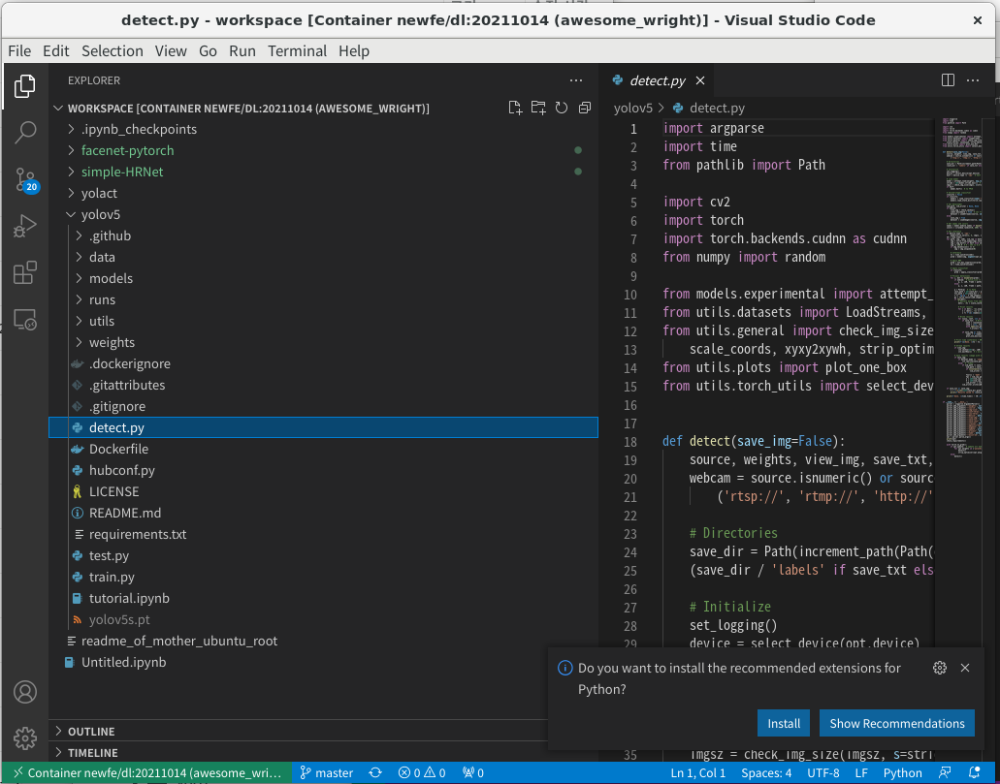 detect.py - workspace [Container newfe/dl:20211014 (awesome_wright)] - Visual Studio Code
File Edit Selection View Go Run Terminal Help
EXPLORER
WORKSPACE [CONTAINER NEWFE/DL:20211014 (AWESOME_WRIGHT)]
.ipynb_checkpoints
facenet-pytorch
simple-HRNet
20
yolact
yolov5
.github
data
models
runs
utils
weights
.dockerignore
.gitattributes
.gitignore
detect.py
Dockerfile
hubconf.py
LICENSE
README.md
requirements.txt
test.py
train.py
tutorial.ipynb
yolov5s.pt
readme_of_mother_ubuntu_root
Untitled.ipynb
OUTLINE
TIMELINE
detect.py
yolov5 > detect.py
1 import argparse
2 import time
3 from pathlib import Path
4
5 import cv2
6 import torch
7 import torch.backends.cudnn as cudnn
8 from numpy import random
9
10 from models.experimental import attempt_
11 from utils.datasets import LoadStreams,
12 from utils.general import check_img_size
13 scale_coords, xyxy2xywh, strip_optim
14 from utils.plots import plot_one_box
15 from utils.torch_utils import select_dev
16
17
18 def detect(save_img=False):
19 source, weights, view_img, save_txt,
20 webcam = source.isnumeric() or sourc
21 ('rtsp://', 'rtmp://', 'http://'
22
23 # Directories
24 save_dir = Path(increment_path(Path(
25 (save_dir / 'labels' if save_txt els
26
27 # Initialize
28 set_logging()
29 device = select_device(opt.device)
Do you want to install the recommended extensions for
Python?
Install Show Recommendations
35 imgsz = check_img_size(imgsz, s=stri
Container newfe/dl:20211014 (awesome_wri... master 0 0 0 Ln 1, Col 1 Spaces: 4 UTF-8 LF Python